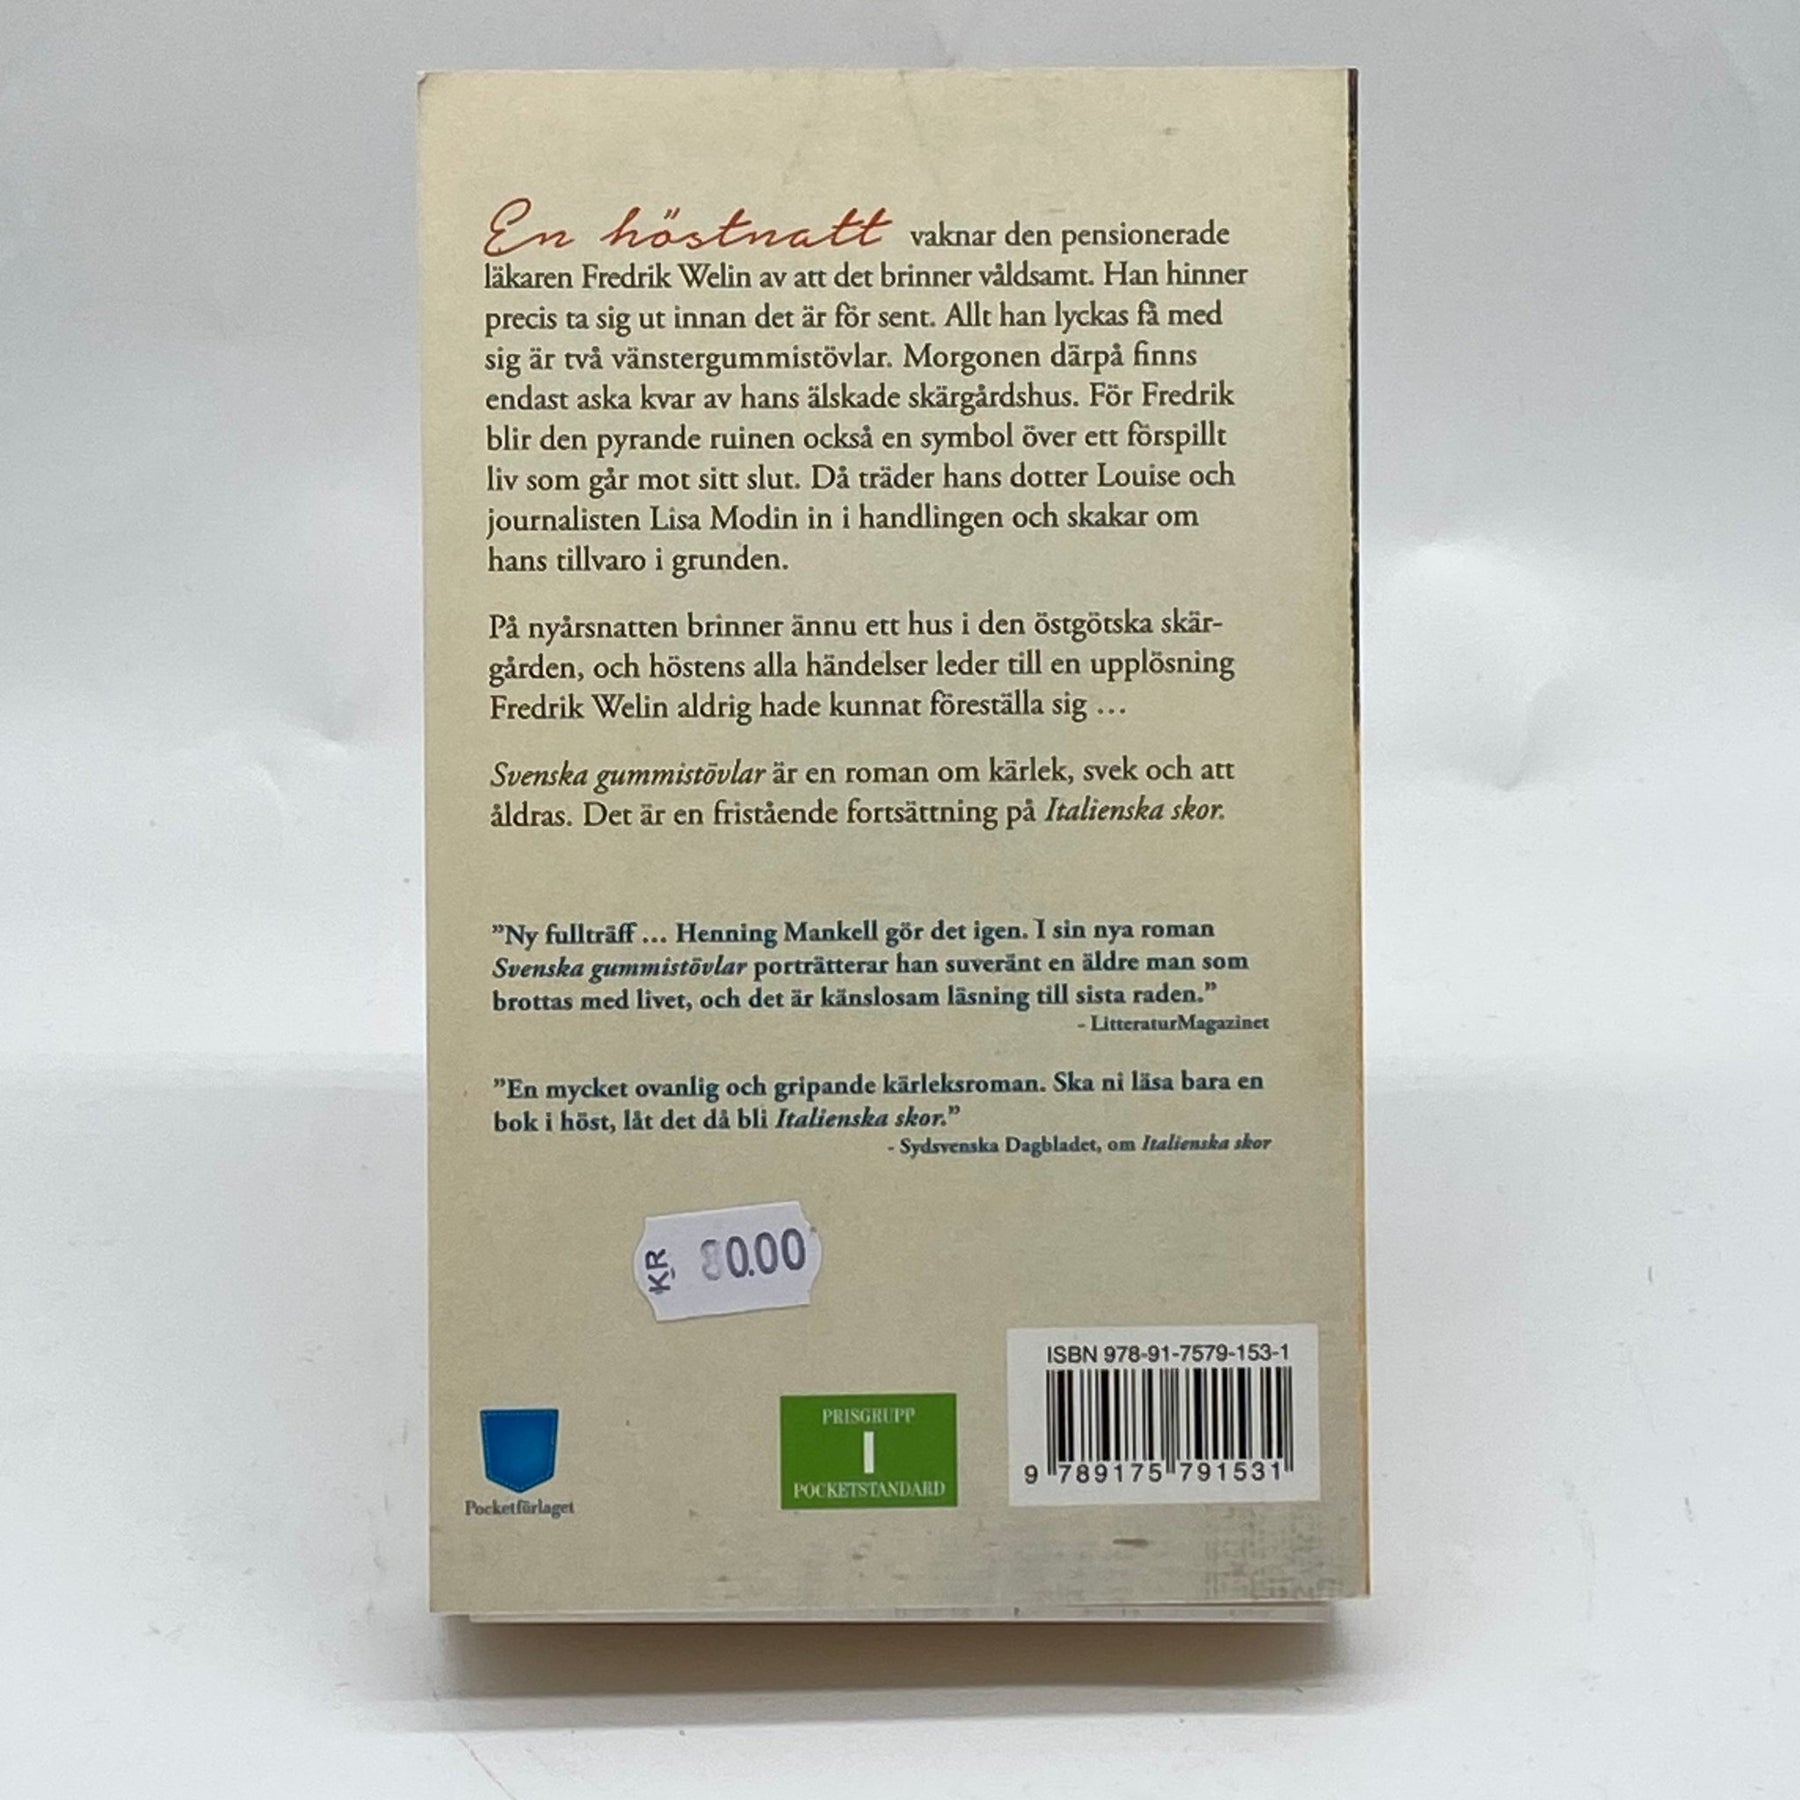 En höstnatt vaknar den pensionerade
läkaren Fredrik Welin av att det brinner våldsamt. Han hinner
precis ta sig ut innan det är för sent. Allt han lyckas få med
sig är två vänstergummistövlar. Morgonen därpå finns
endast aska kvar av hans älskade skärgårdshus. För Fredrik
blir den pyrande ruinen också en symbol över ett förspillt
liv som går mot sitt slut. Då träder hans dotter Louise och
journalisten Lisa Modin in i handlingen och skakar om
hans tillvaro i grunden.
På nyårsnatten brinner ännu ett hus i den östgötska skär-
gården, och höstens alla händelser leder till en upplösning
Fredrik Welin aldrig hade kunnat föreställa sig ...
Svenska gummistövlar är en roman om kärlek, svek och att
åldras. Det är en fristående fortsättning på Italienska skor.
”Ny fullträff ... Henning Mankell gör det igen. I sin nya roman
Svenska gummistövlar porträtterar han suveränt en äldre man som
brottas med livet, och det är känslosam läsning till sista raden.”
- LitteraturMagazinet
”En mycket ovanlig och gripande kärleksroman. Ska ni läsa bara en
bok i höst, låt det då bli Italienska skor.”
- Sydsvenska Dagbladet, om Italienska skor
KR 80.00
ISBN 978-91-7579-153-1
9 789175 791531
PRISGRUPP
1
POCKETSTANDARD
Pocketförlaget